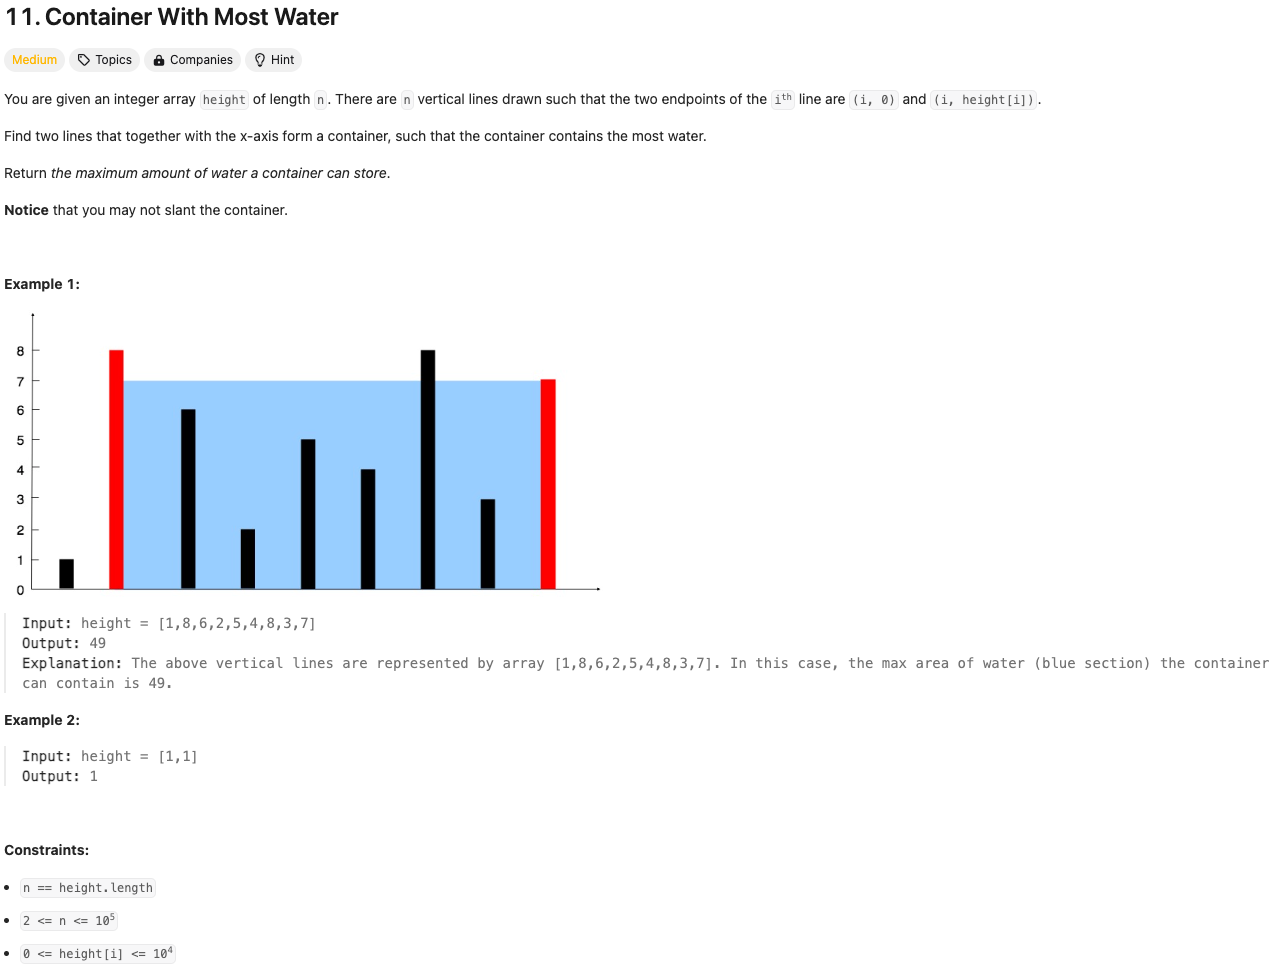 11. Container With Most Water
Medium Topics Companies Hint
You are given an integer array height of length n. There are n vertical lines drawn such that the two endpoints of the iᵗʰ line are (i, 0) and (i, height[i]).
Find two lines that together with the x-axis form a container, such that the container contains the most water.
Return the maximum amount of water a container can store.
Notice that you may not slant the container.
Example 1:
8
7
6
5
4
3
2
1
0
Input: height = [1,8,6,2,5,4,8,3,7]
Output: 49
Explanation: The above vertical lines are represented by array [1,8,6,2,5,4,8,3,7]. In this case, the max area of water (blue section) the container
can contain is 49.
Example 2:
Input: height = [1,1]
Output: 1
Constraints:
• n == height.length
• 2 <= n <= 10⁵
• 0 <= height[i] <= 10⁴